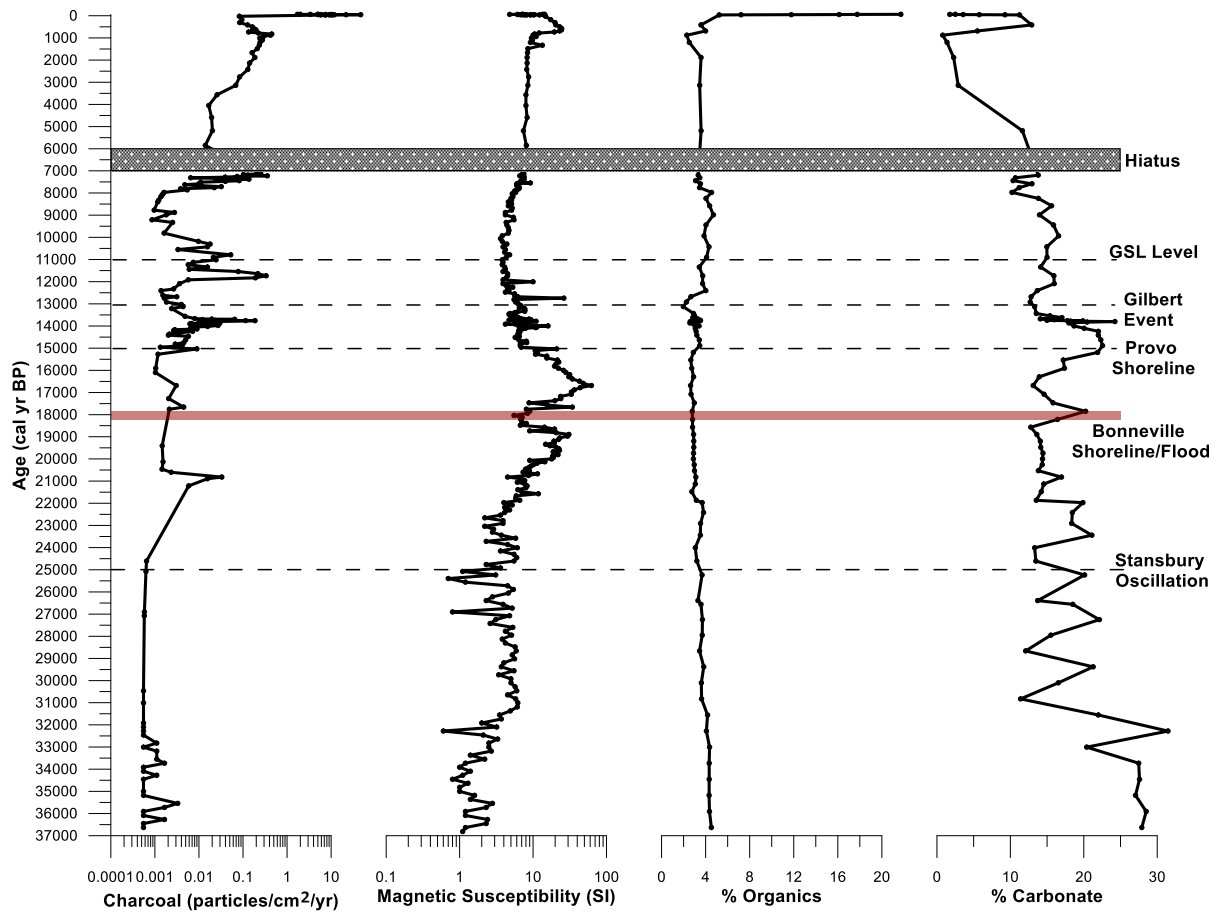 0
1000
2000
3000
4000
5000
6000
7000
8000
9000
10000
11000
12000
13000
14000
15000
16000
17000
18000
19000
20000
21000
22000
23000
24000
25000
26000
27000
28000
29000
30000
31000
32000
33000
34000
35000
36000
37000
Age (cal yr BP)
Hiatus
GSL Level
Gilbert
Event
Provo
Shoreline
Bonneville
Shoreline/Flood
Stansbury
Oscillation
0.0001 0.001 0.01 0.1 1 10
Charcoal (particles/cm2/yr)
0.1 1 10 100
Magnetic Susceptibility (SI)
0 4 8 12 16 20
% Organics
0 10 20 30
% Carbonate